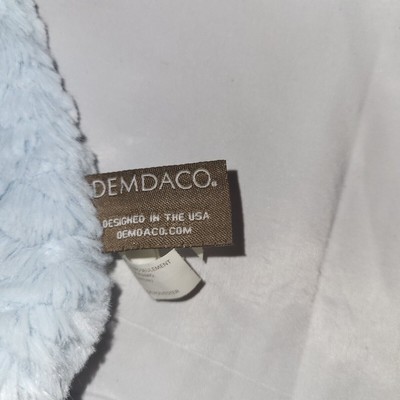 DEMDACO®
DESIGNED IN THE USA
DEMDACO.COM